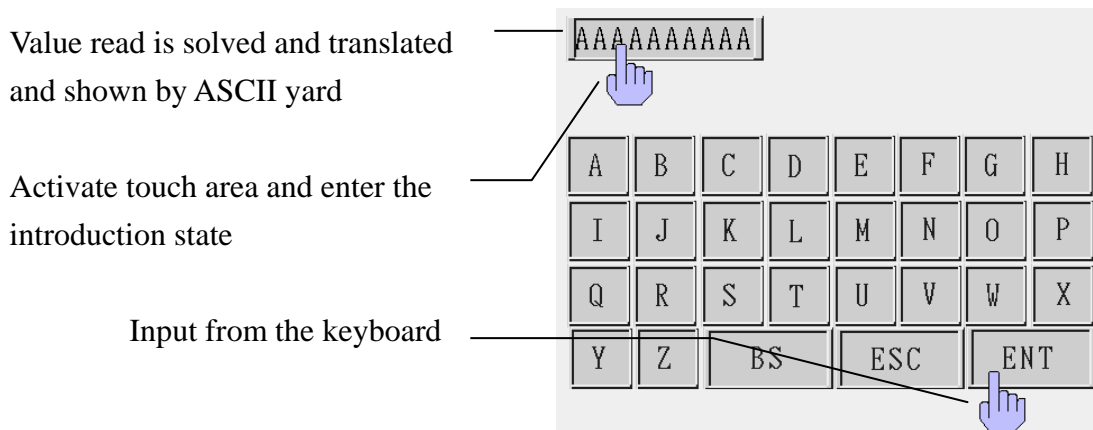 Value read is solved and translated
and shown by ASCII yard
AAAAAAAAAA
Activate touch area and enter the
introduction state
Input from the keyboard
A B C D E F G H
I J K L M N O P
Q R S T U V W X
Y Z BS ESC ENT